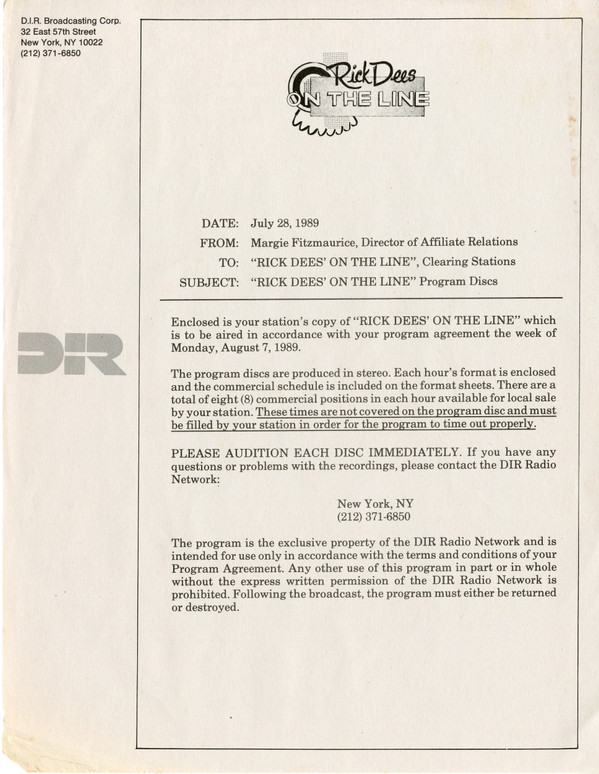 D.I.R. Broadcasting Corp.
32 East 57th Street
New York, NY 10022
(212) 371-6850
Rick Dees
ON THE LINE
DATE: July 28, 1989
FROM: Margie Fitzmaurice, Director of Affiliate Relations
TO: "RICK DEES' ON THE LINE", Clearing Stations
SUBJECT: "RICK DEES' ON THE LINE" Program Discs
DIR
Enclosed is your station's copy of "RICK DEES' ON THE LINE" which
is to be aired in accordance with your program agreement the week of
Monday, August 7, 1989.
The program discs are produced in stereo. Each hour's format is enclosed
and the commercial schedule is included on the format sheets. There are a
total of eight (8) commercial positions in each hour available for local sale
by your station. These times are not covered on the program disc and must
be filled by your station in order for the program to time out properly.
PLEASE AUDITION EACH DISC IMMEDIATELY. If you have any
questions or problems with the recordings, please contact the DIR Radio
Network:
New York, NY
(212) 371-6850
The program is the exclusive property of the DIR Radio Network and is
intended for use only in accordance with the terms and conditions of your
Program Agreement. Any other use of this program in part or in whole
without the express written permission of the DIR Radio Network is
prohibited. Following the broadcast, the program must either be returned
or destroyed.